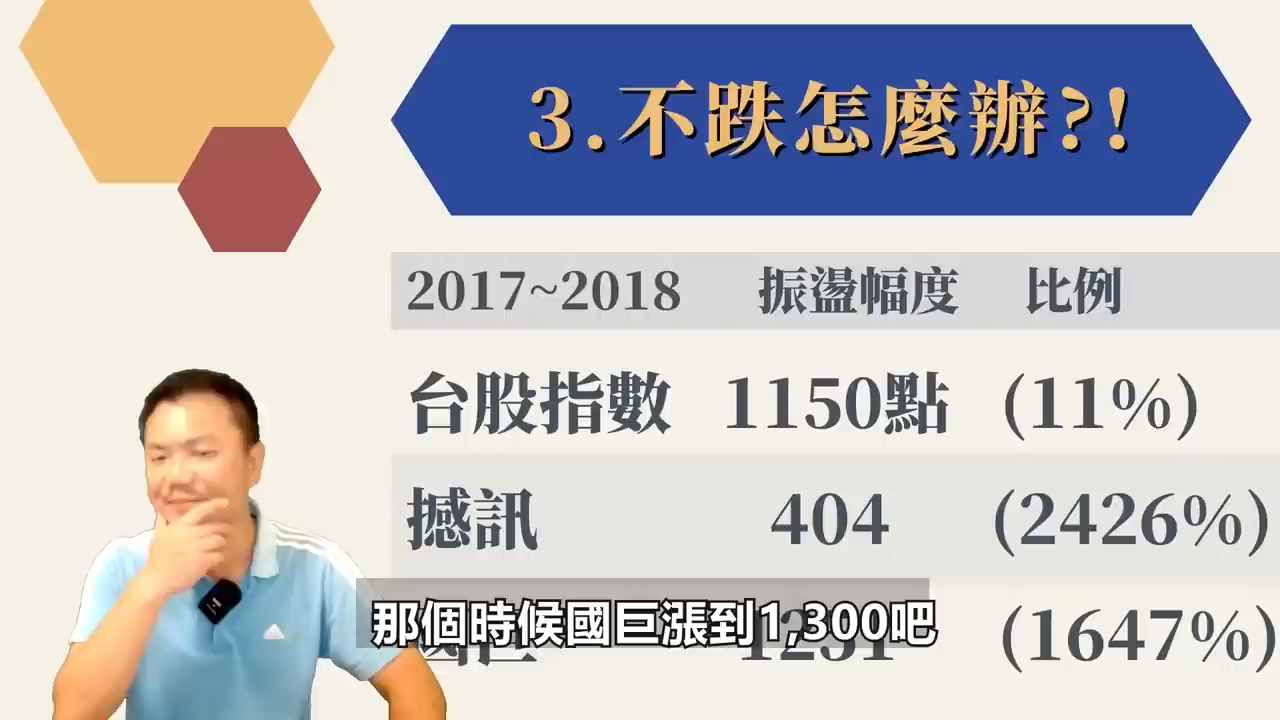 3.不跌怎麼辦?!
2017~2018 振盪幅度 比例
台股指數 1150點 (11%)
撼訊 404 (2426%)
(1647%)
那個時候國巨漲到1,300吧